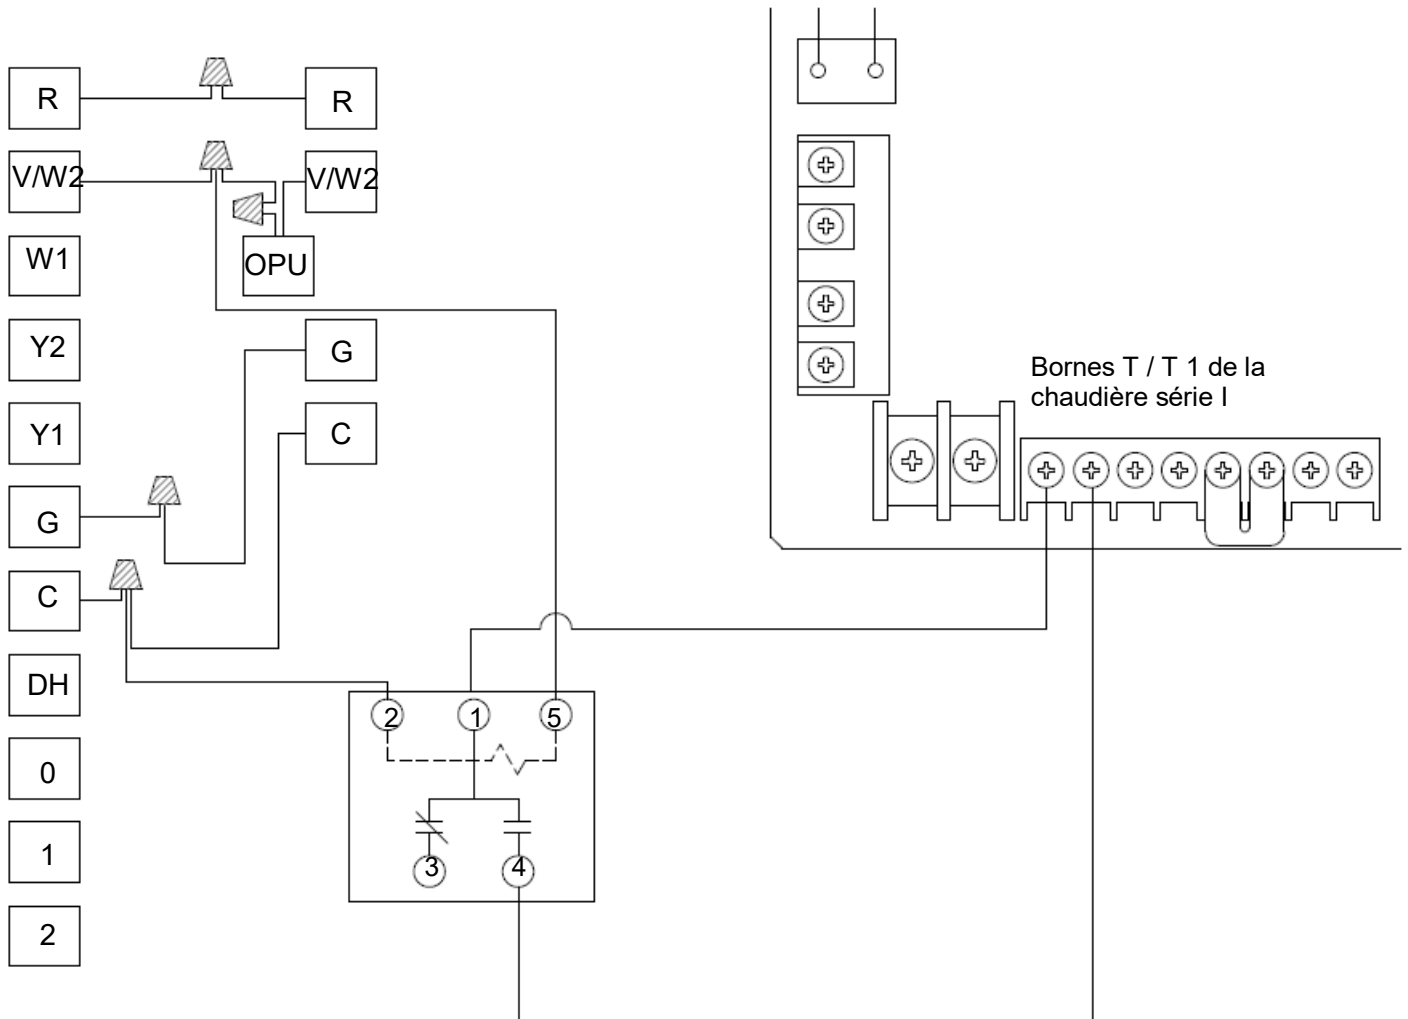 R
R
V/W2
V/W2
W1
OPU
Y2
G
Y1
C
G
C
DH
0
1
2
Bornes T / T 1 de la
chaudière série I
2
1
5
3
4